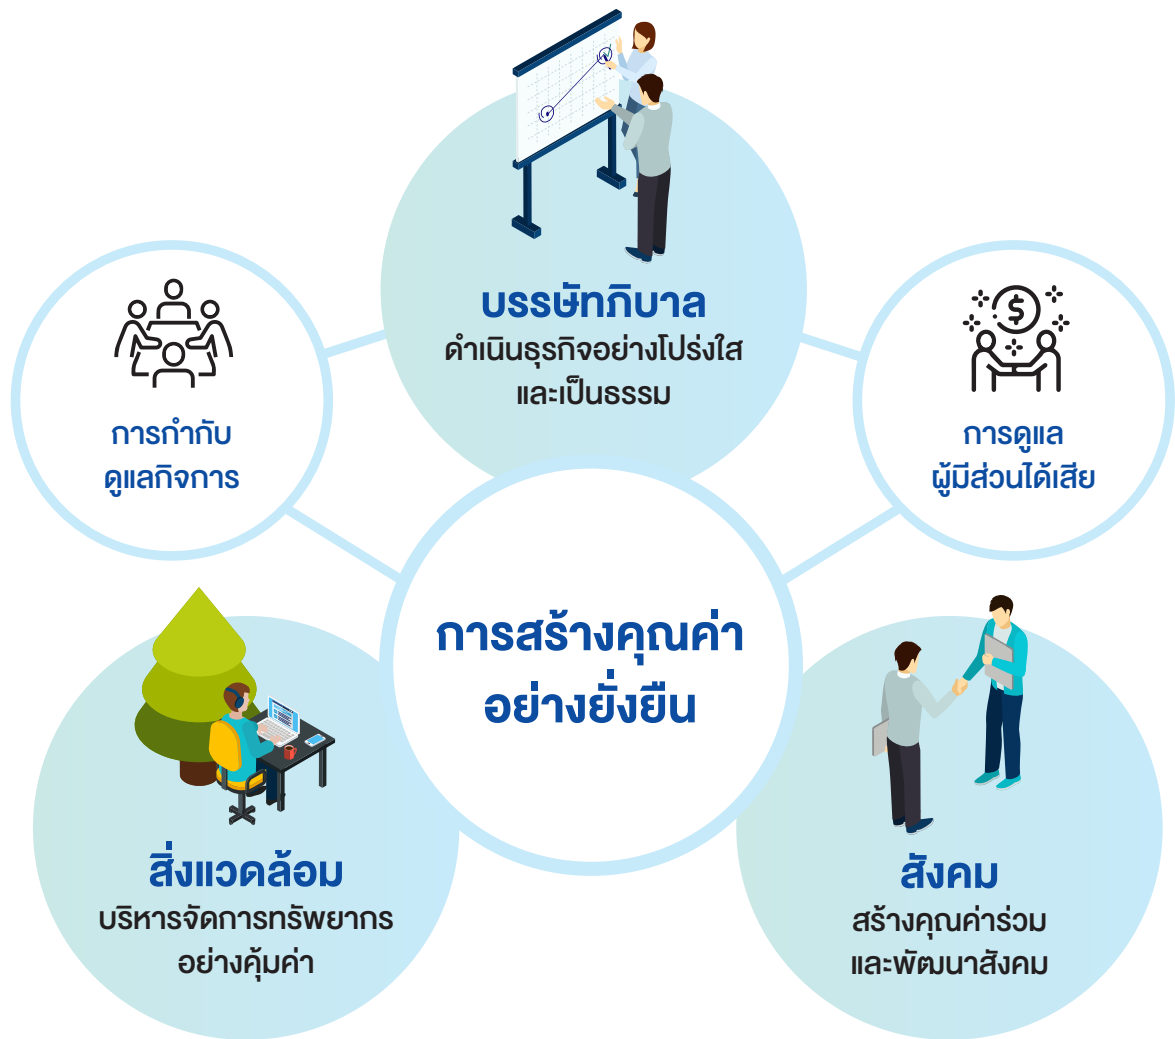 บรรษัทภิบาล
ดำเนินธุรกิจอย่างโปร่งใส
และเป็นธรรม
การกำกับ
ดูแลกิจการ
การดูแล
ผู้มีส่วนได้เสีย
การสร้างคุณค่า
อย่างยั่งยืน
สิ่งแวดล้อม
บริหารจัดการทรัพยากร
อย่างคุ้มค่า
สังคม
สร้างคุณค่าร่วม
และพัฒนาสังคม